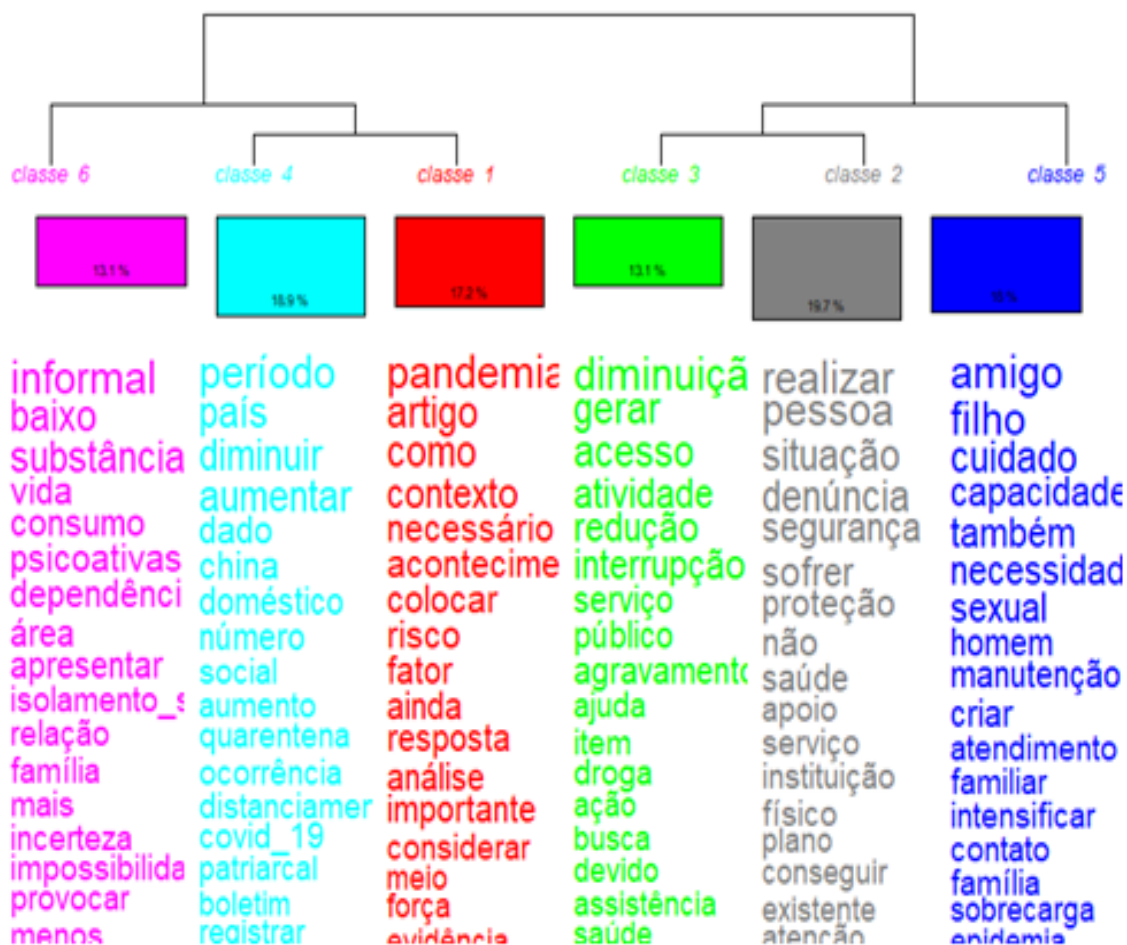 classe 6
classe 4
classe 1
classe 3
classe 2
classe 5
13.1 %
18.9 %
17.2 %
13.1 %
19.7 %
18 %
informal
baixo
substância
vida
consumo
psicoativas
dependênci
área
apresentar
isolamento_s
relação
família
mais
incerteza
impossibilida
provocar
menos
período
país
diminuir
aumentar
dado
china
doméstico
número
social
aumento
quarentena
ocorrência
distanciamer
covid_19
patriarcal
boletim
registrar
pandemia
artigo
como
contexto
necessário
acontecime
colocar
risco
fator
ainda
resposta
análise
importante
considerar
meio
força
evidência
diminuiçã
gerar
acesso
atividade
redução
interrupção
serviço
público
agravamento
ajuda
item
droga
ação
busca
devido
assistência
saúde
realizar
pessoa
situação
denúncia
segurança
sofrer
proteção
não
saúde
apoio
serviço
instituição
físico
plano
conseguir
existente
atenção
amigo
filho
cuidado
capacidade
também
necessidad
sexual
homem
manutenção
criar
atendimento
familiar
intensificar
contato
família
sobrecarga
epidemia